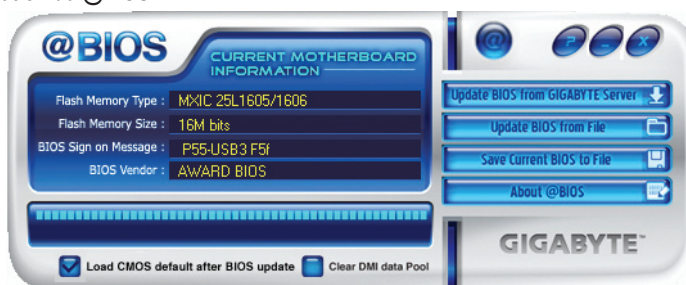 @BIOS
CURRENT MOTHERBOARD
INFORMATION
Flash Memory Type : MXIC 25L1605/1606
Flash Memory Size : 16M bits
BIOS Sign on Message : P55-USB3 F5f
BIOS Vendor : AWARD BIOS
Load CMOS default after BIOS update Clear DMI data Pool
@ ? _ x
Update BIOS from GIGABYTE Server
Update BIOS from File
Save Current BIOS to File
About @BIOS
GIGABYTE™